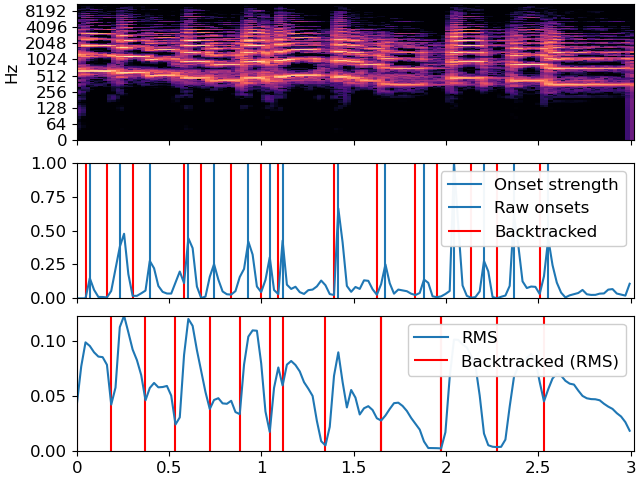 8192
4096
2048
1024
512
256
128
64
0
Hz
1.00
0.75
0.50
0.25
0.00
Onset strength
Raw onsets
Backtracked
0.10
0.05
0.00
RMS
Backtracked (RMS)
0 0.5 1 1.5 2 2.5 3